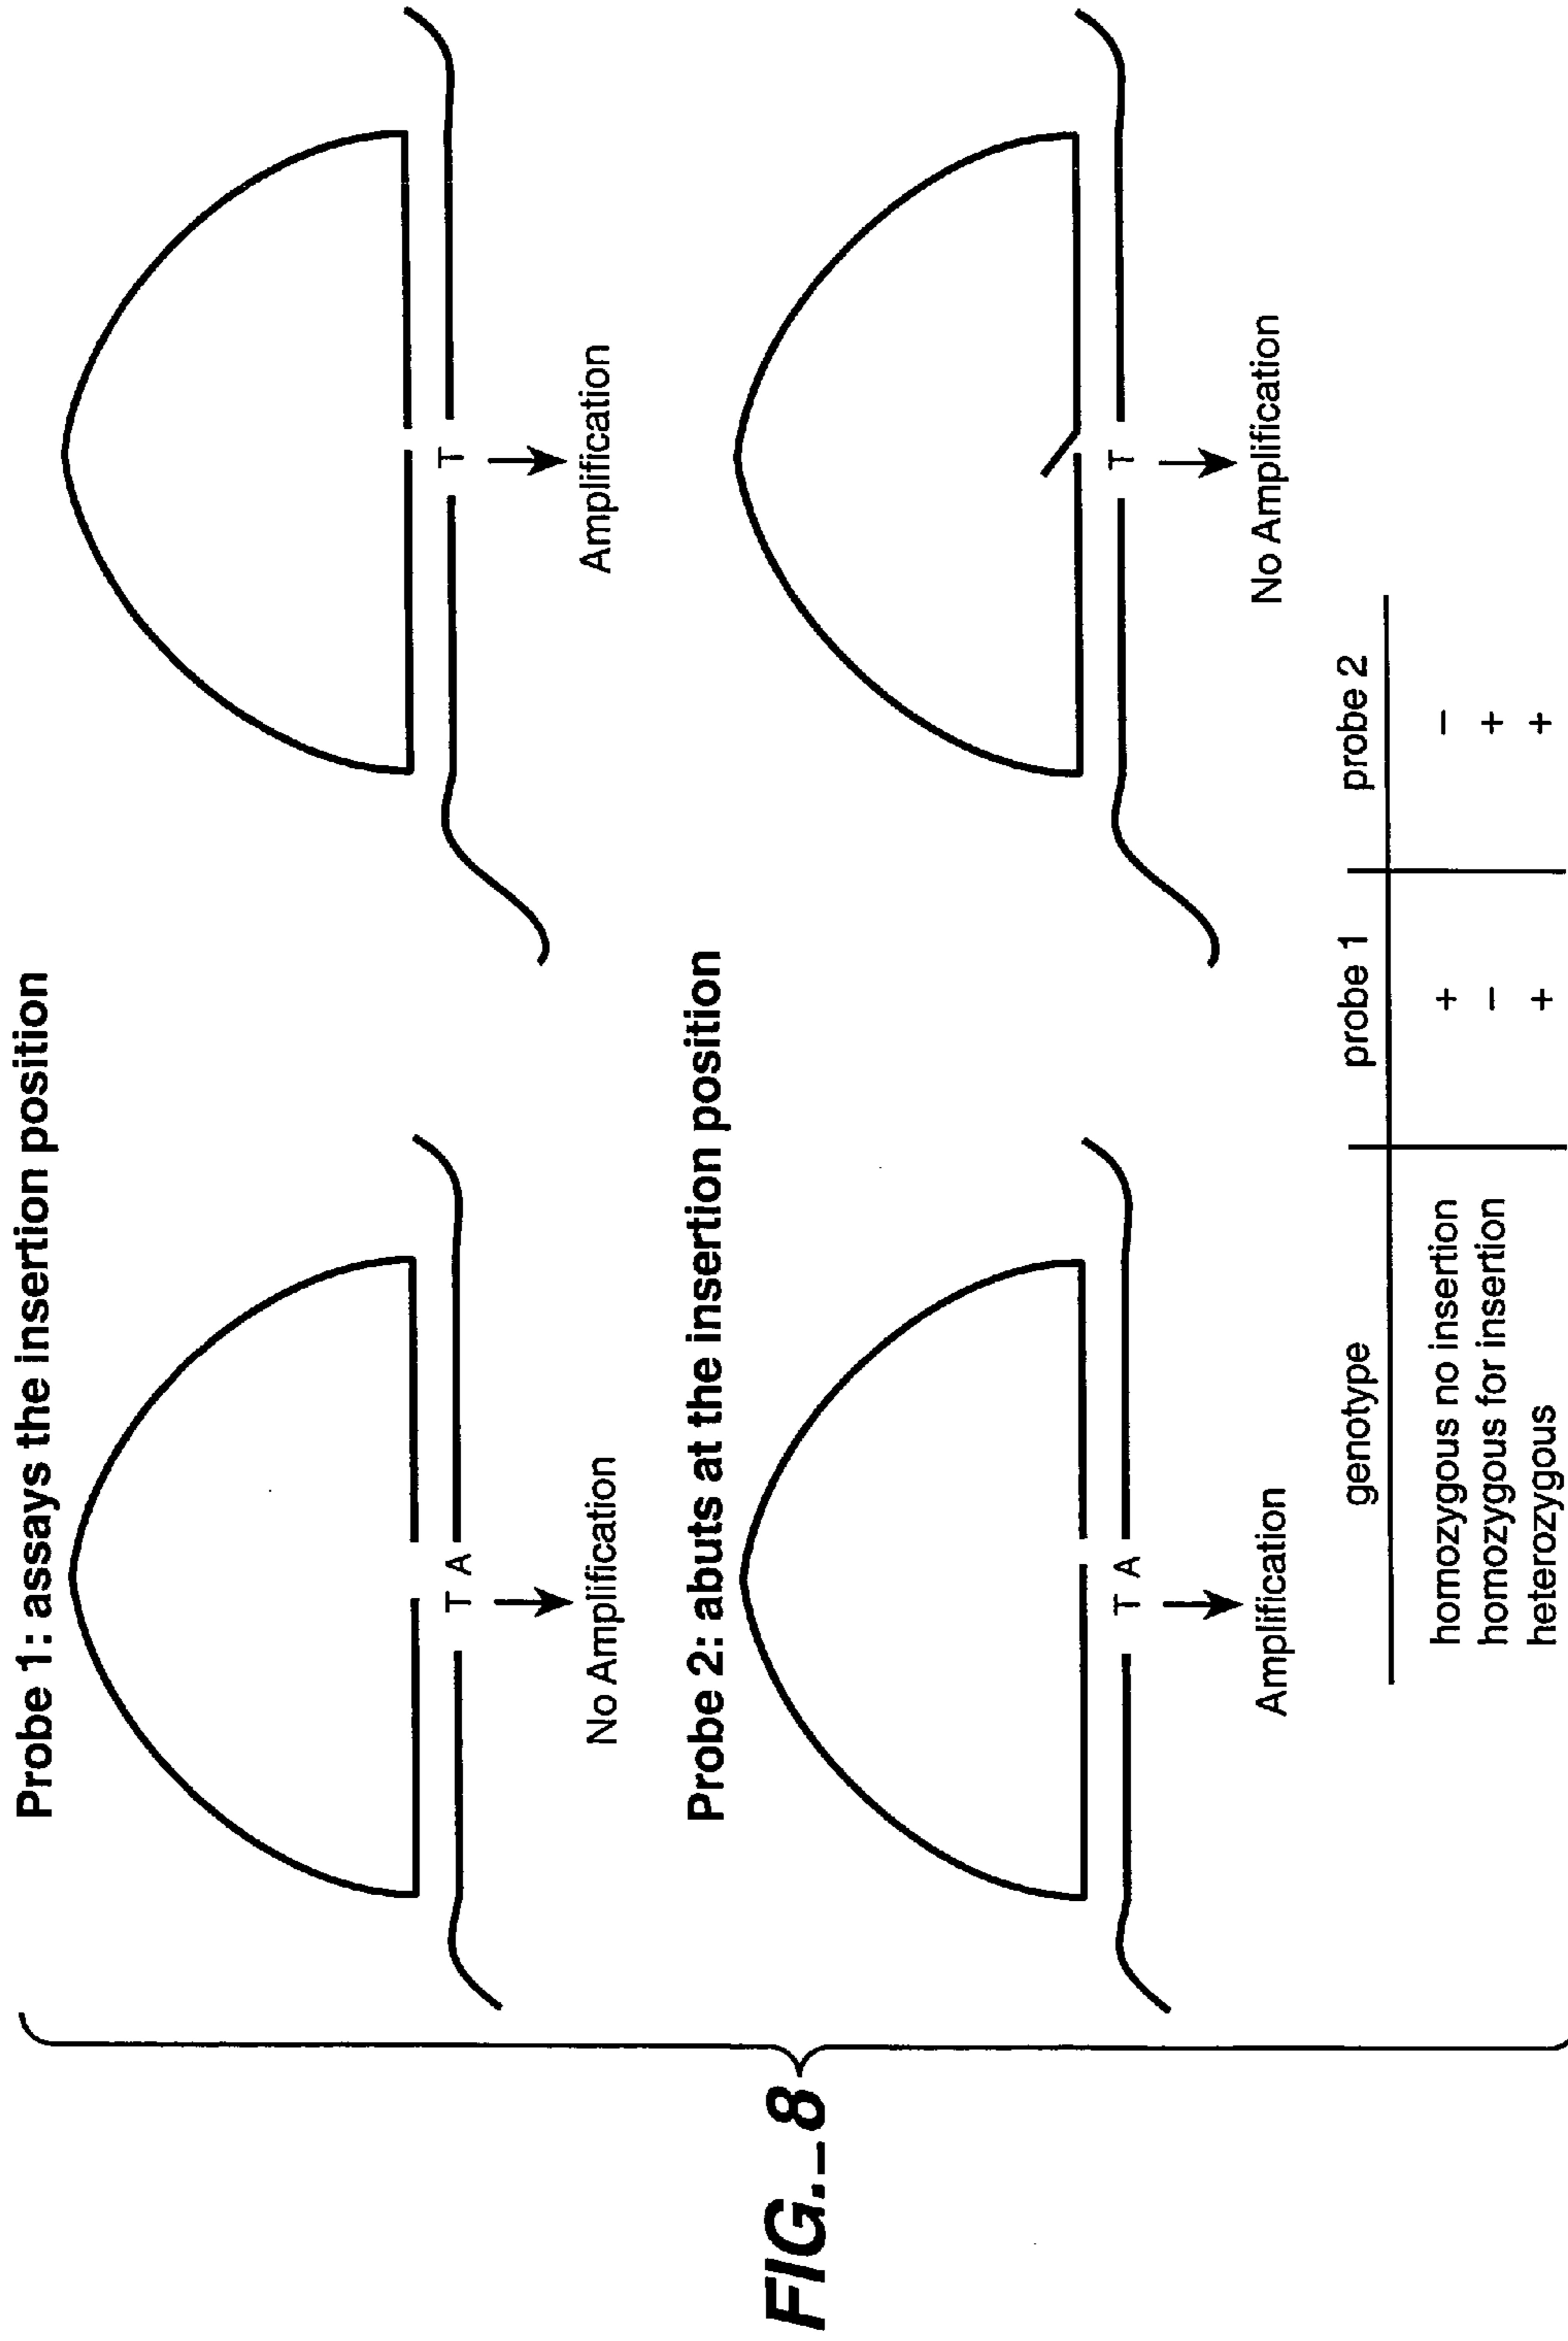 FIG._8
Probe 1: assays the insertion position
T A
No Amplification
T
Amplification
Probe 2: abuts at the insertion position
T A
Amplification
T
No Amplification
genotype probe 1 probe 2
homozygous no insertion + −
homozygous for insertion − +
heterozygous + +